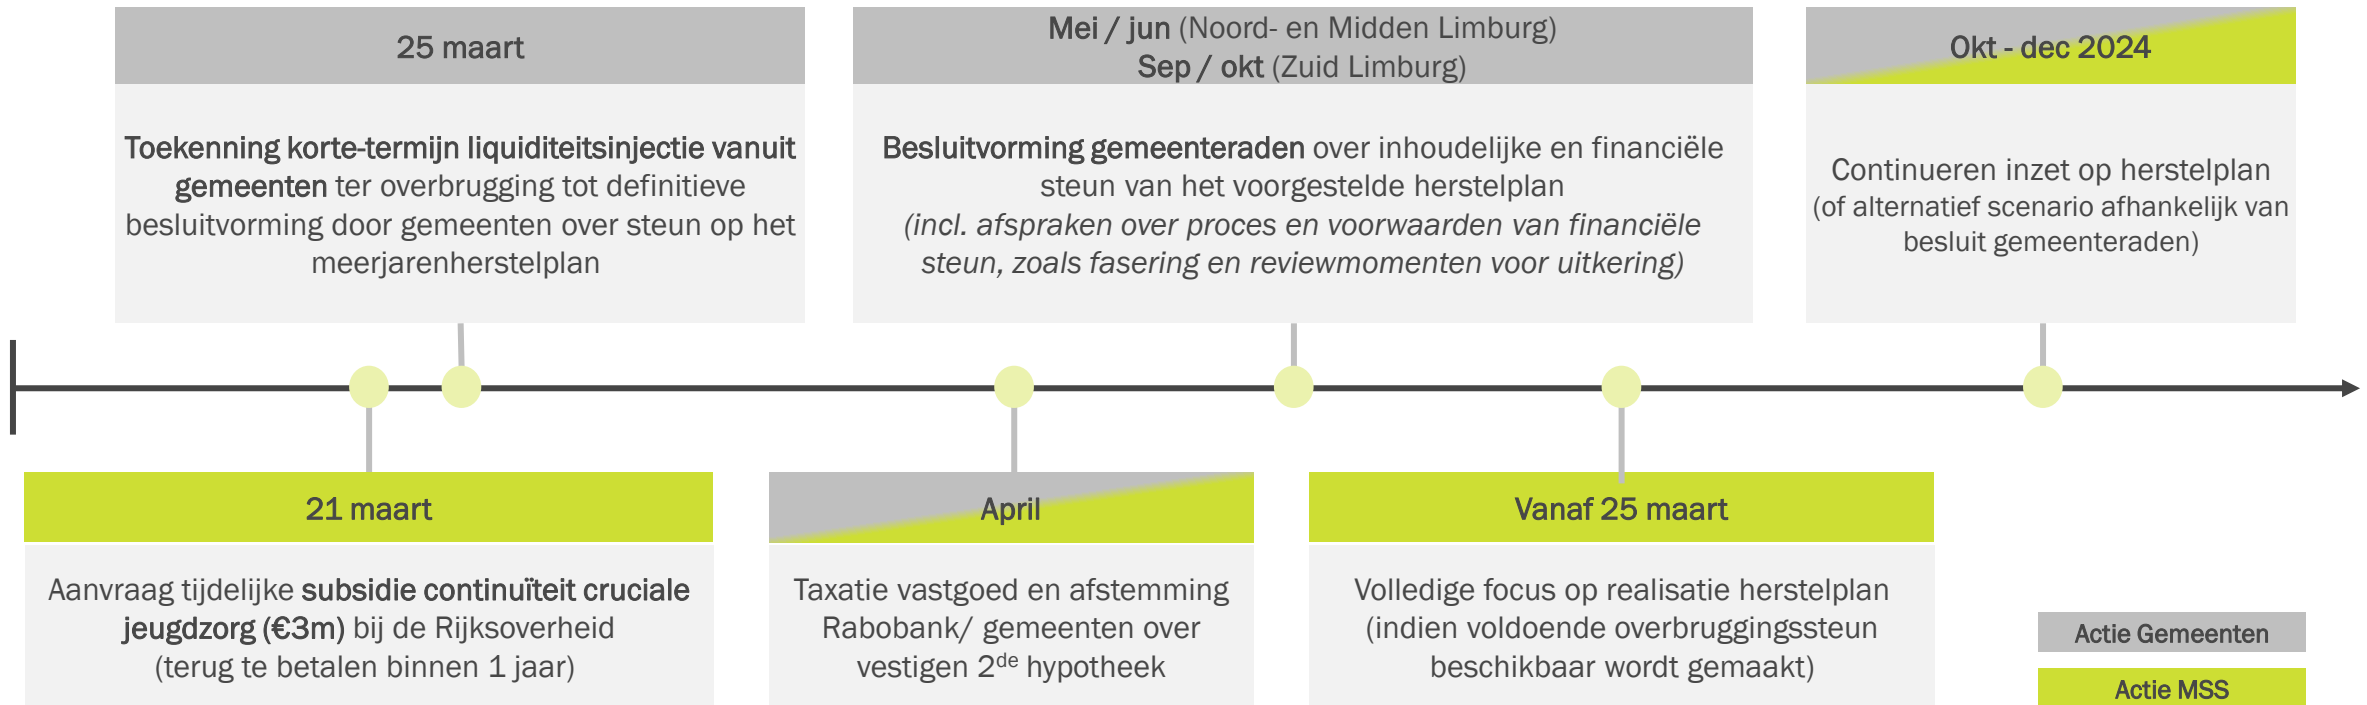 25 maart
Toekenning korte-termijn liquiditeitsinjectie vanuit
gemeenten ter overbrugging tot definitieve
besluitvorming door gemeenten over steun op het
meerjarenherstelplan
Mei / jun (Noord- en Midden Limburg)
Sep / okt (Zuid Limburg)
Besluitvorming gemeenteraden over inhoudelijke en financiële
steun van het voorgestelde herstelplan
(incl. afspraken over proces en voorwaarden van financiële
steun, zoals fasering en reviewmomenten voor uitkering)
Okt - dec 2024
Continueren inzet op herstelplan
(of alternatief scenario afhankelijk van
besluit gemeenteraden)
21 maart
Aanvraag tijdelijke subsidie continuïteit cruciale
jeugdzorg (€3m) bij de Rijksoverheid
(terug te betalen binnen 1 jaar)
April
Taxatie vastgoed en afstemming
Rabobank/ gemeenten over
vestigen 2de hypotheek
Vanaf 25 maart
Volledige focus op realisatie herstelplan
(indien voldoende overbruggingssteun
beschikbaar wordt gemaakt)
Actie Gemeenten
Actie MSS